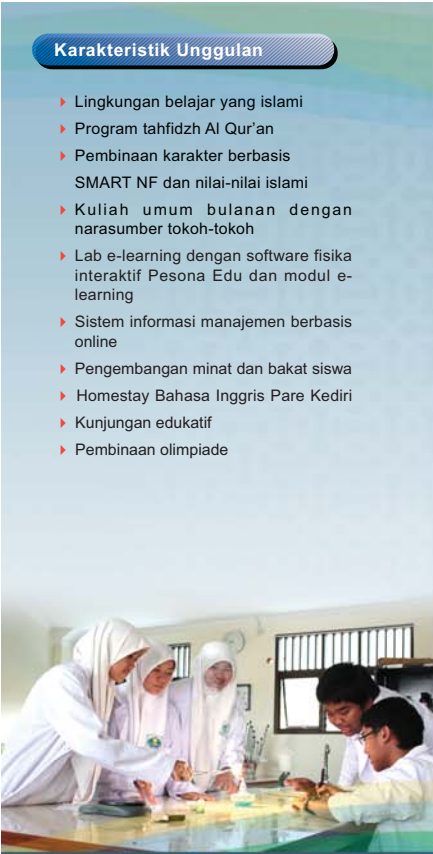 Karakteristik Unggulan
Lingkungan belajar yang islami
Program tahfidzh Al Qur'an
Pembinaan karakter berbasis
SMART NF dan nilai-nilai islami
Kuliah umum bulanan dengan
narasumber tokoh-tokoh
Lab e-learning dengan software fisika
interaktif Pesona Edu dan modul e-
learning
Sistem informasi manajemen berbasis
online
Pengembangan minat dan bakat siswa
Homestay Bahasa Inggris Pare Kediri
Kunjungan edukatif
Pembinaan olimpiade